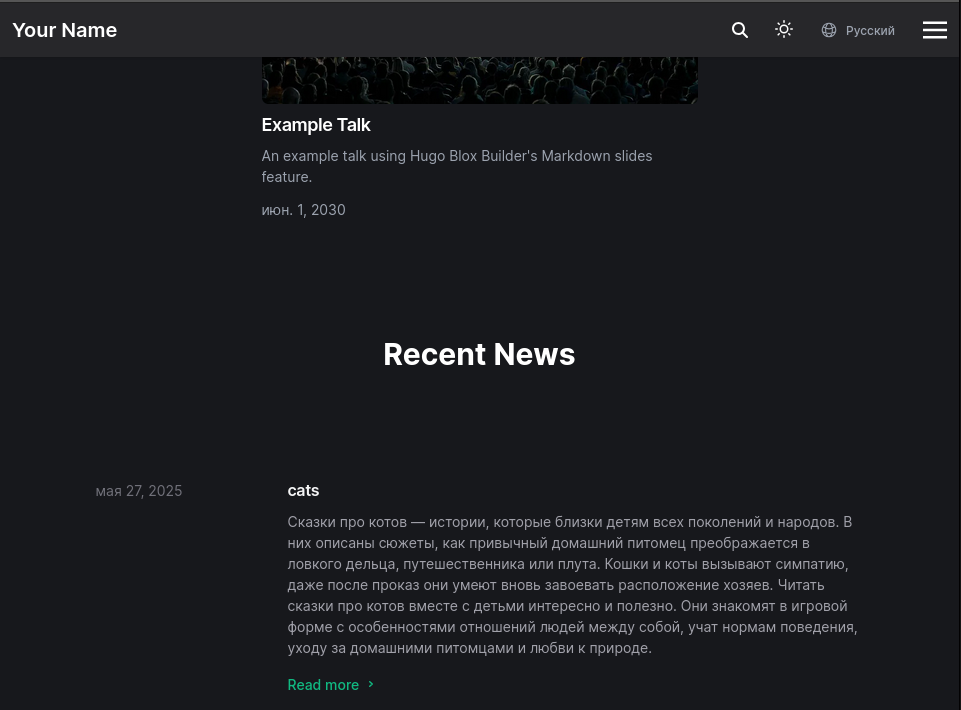 Your Name
Русский
Example Talk
An example talk using Hugo Blox Builder's Markdown slides
feature.
июн. 1, 2030
Recent News
мая 27, 2025
cats
Сказки про котов — истории, которые близки детям всех поколений и народов. В
них описаны сюжеты, как привычный домашний питомец преображается в
ловкого дельца, путешественника или плута. Кошки и коты вызывают симпатию,
даже после проказ они умеют вновь завоевать расположение хозяев. Читать
сказки про котов вместе с детьми интересно и полезно. Они знакомят в игровой
форме с особенностями отношений людей между собой, учат нормам поведения,
уходу за домашними питомцами и любви к природе.
Read more